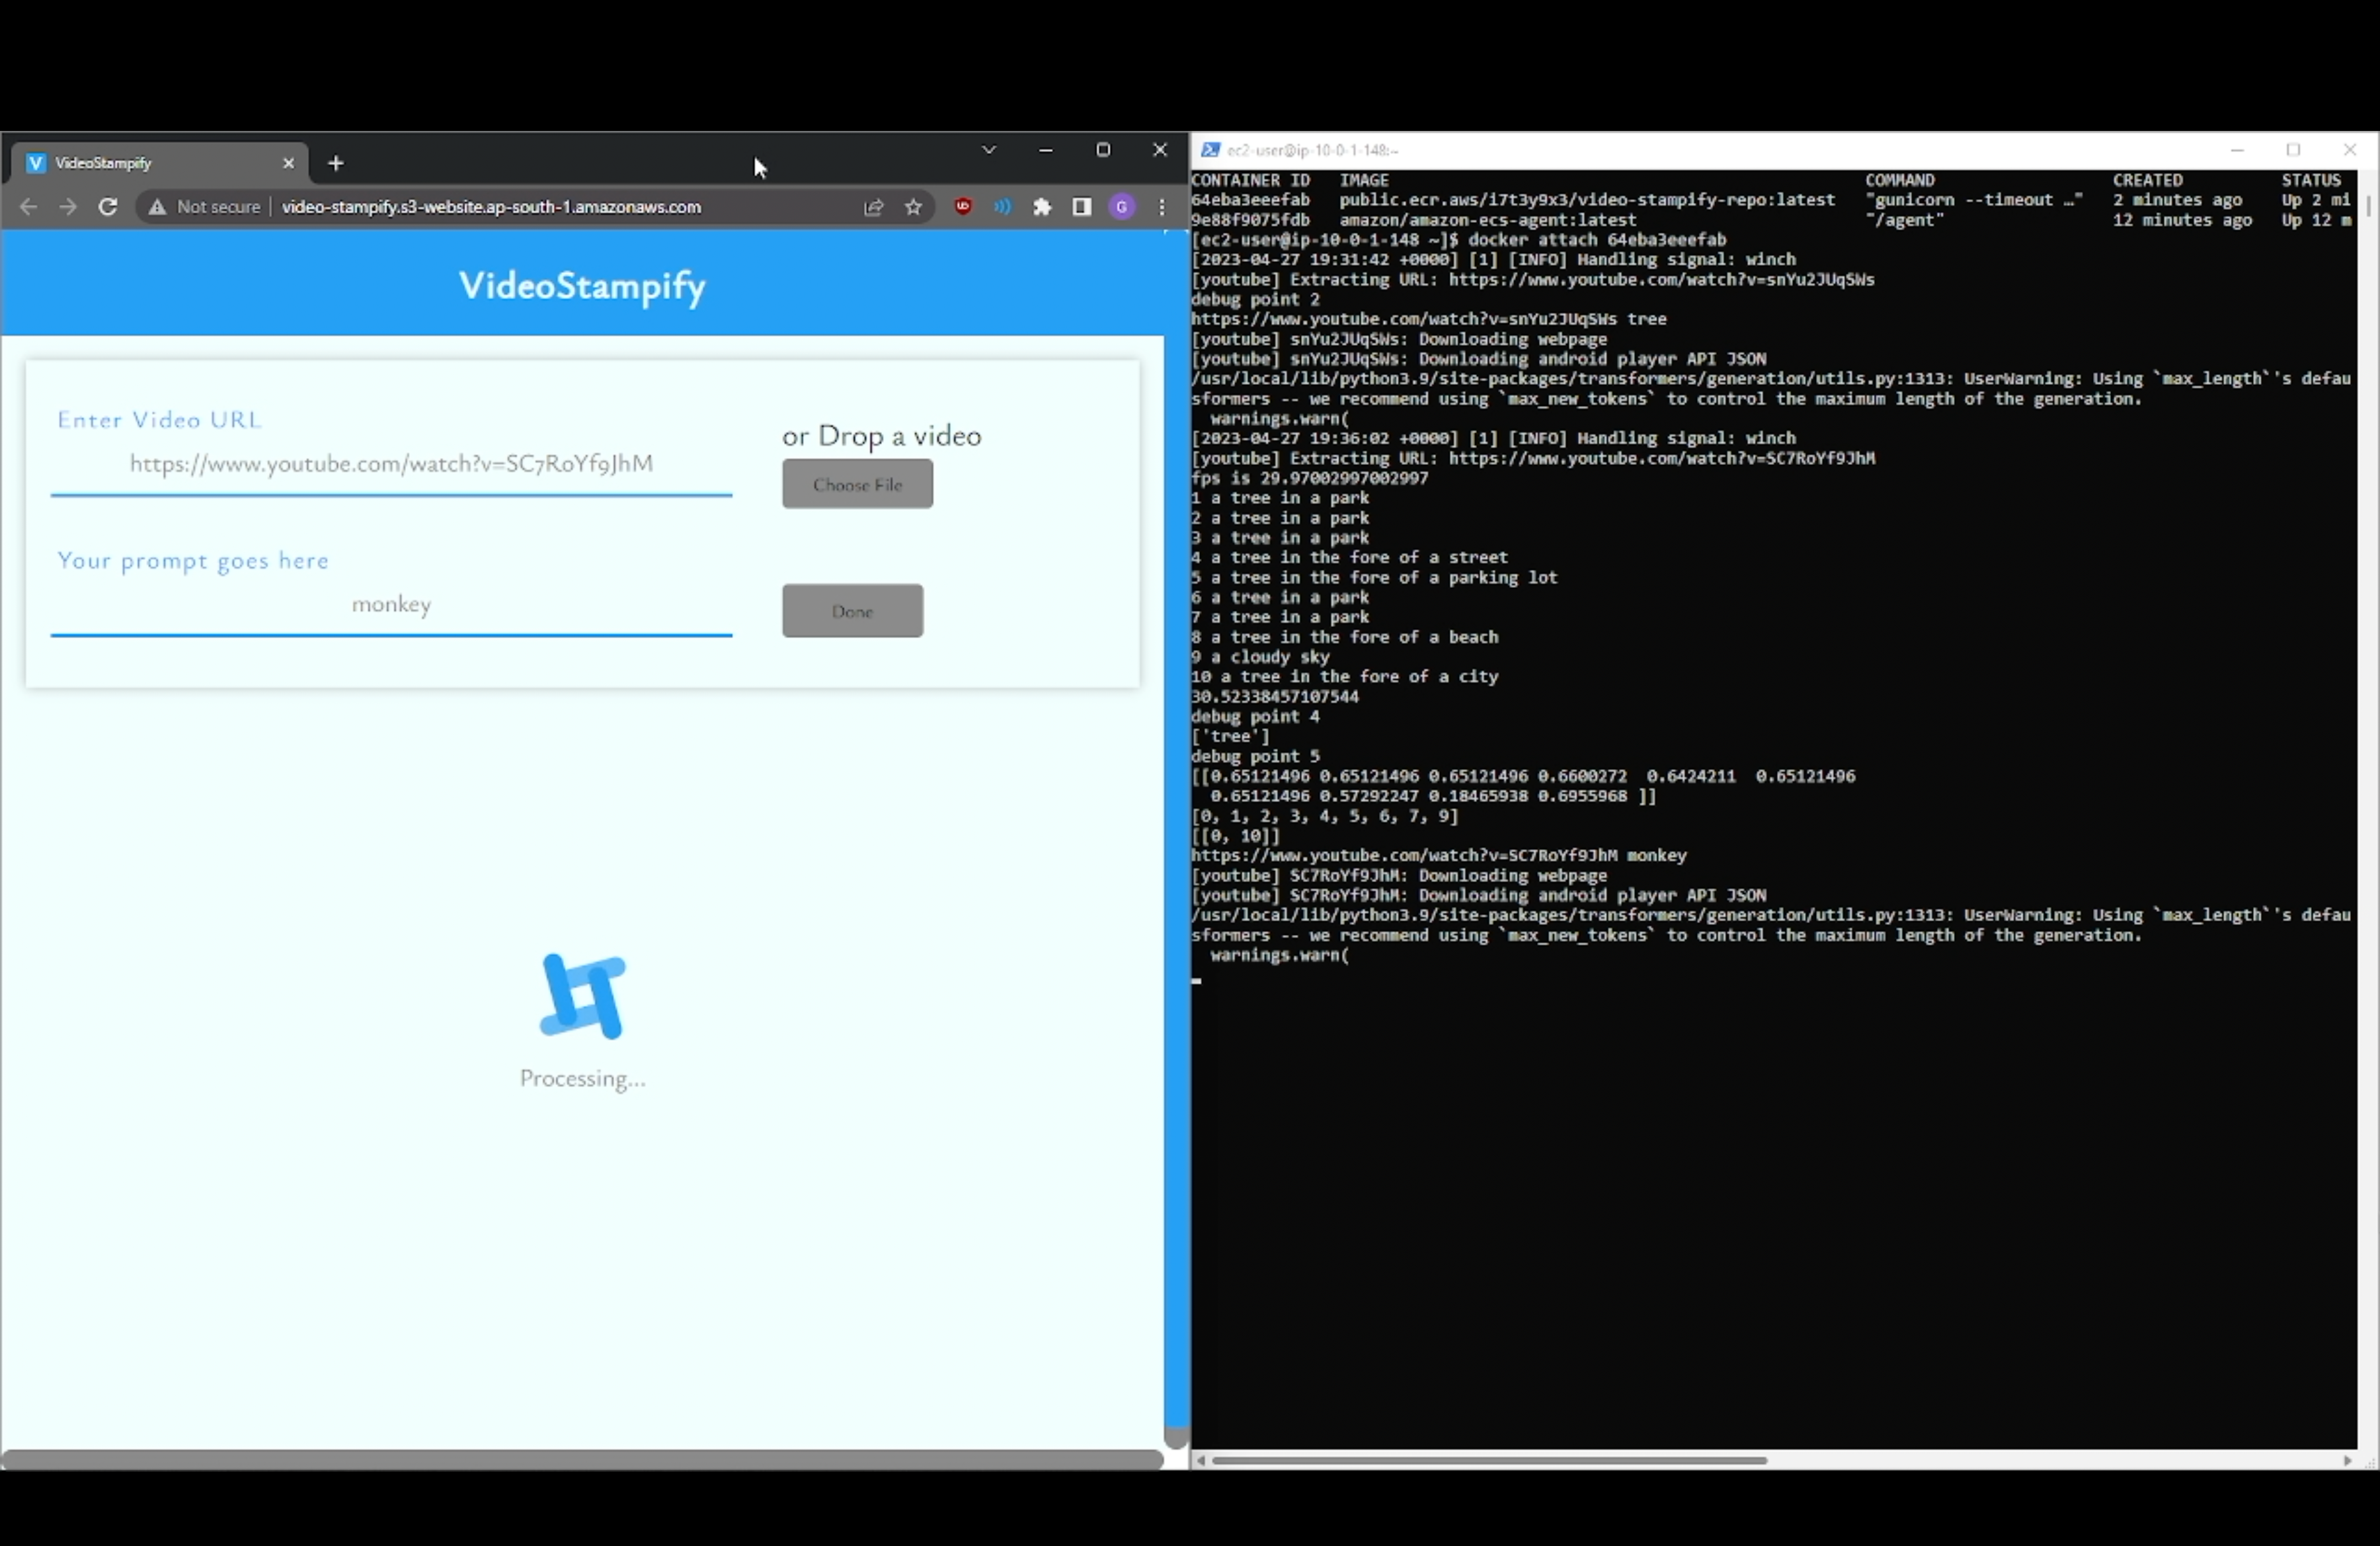 VideoStampify
Not secure | video-stampify.s3-website.ap-south-1.amazonaws.com
G
VideoStampify
Enter Video URL
https://www.youtube.com/watch?v=SC7RoYf9JhM
or Drop a video
Choose File
Your prompt goes here
monkey
Done
Processing...
ec2-user@ip-10-0-1-148:~
CONTAINER ID IMAGE COMMAND CREATED STATUS
64eba3eeefab public.ecr.aws/i7t3y9x3/video-stampify-repo:latest "gunicorn --timeout …" 2 minutes ago Up 2 mi
9e88f9075fdb amazon/amazon-ecs-agent:latest "/agent" 12 minutes ago Up 12 m
[ec2-user@ip-10-0-1-148 ~]$ docker attach 64eba3eeefab
[2023-04-27 19:31:42 +0000] [1] [INFO] Handling signal: winch
[youtube] Extracting URL: https://www.youtube.com/watch?v=snYu2JUqSWs
debug point 2
https://www.youtube.com/watch?v=snYu2JUqSWs tree
[youtube] snYu2JUqSWs: Downloading webpage
[youtube] snYu2JUqSWs: Downloading android player API JSON
/usr/local/lib/python3.9/site-packages/transformers/generation/utils.py:1313: UserWarning: Using `max_length`'s defau
sformers -- we recommend using `max_new_tokens` to control the maximum length of the generation.
warnings.warn(
[2023-04-27 19:36:02 +0000] [1] [INFO] Handling signal: winch
[youtube] Extracting URL: https://www.youtube.com/watch?v=SC7RoYf9JhM
fps is 29.97002997002997
1 a tree in a park
2 a tree in a park
3 a tree in a park
4 a tree in the fore of a street
5 a tree in the fore of a parking lot
6 a tree in a park
7 a tree in a park
8 a tree in the fore of a beach
9 a cloudy sky
10 a tree in the fore of a city
30.52338457107544
debug point 4
['tree']
debug point 5
[[0.65121496 0.65121496 0.65121496 0.6600272 0.6424211 0.65121496
0.65121496 0.57292247 0.18465938 0.6955968 ]]
[0, 1, 2, 3, 4, 5, 6, 7, 9]
[[0, 10]]
https://www.youtube.com/watch?v=SC7RoYf9JhM monkey
[youtube] SC7RoYf9JhM: Downloading webpage
[youtube] SC7RoYf9JhM: Downloading android player API JSON
/usr/local/lib/python3.9/site-packages/transformers/generation/utils.py:1313: UserWarning: Using `max_length`'s defau
sformers -- we recommend using `max_new_tokens` to control the maximum length of the generation.
warnings.warn(